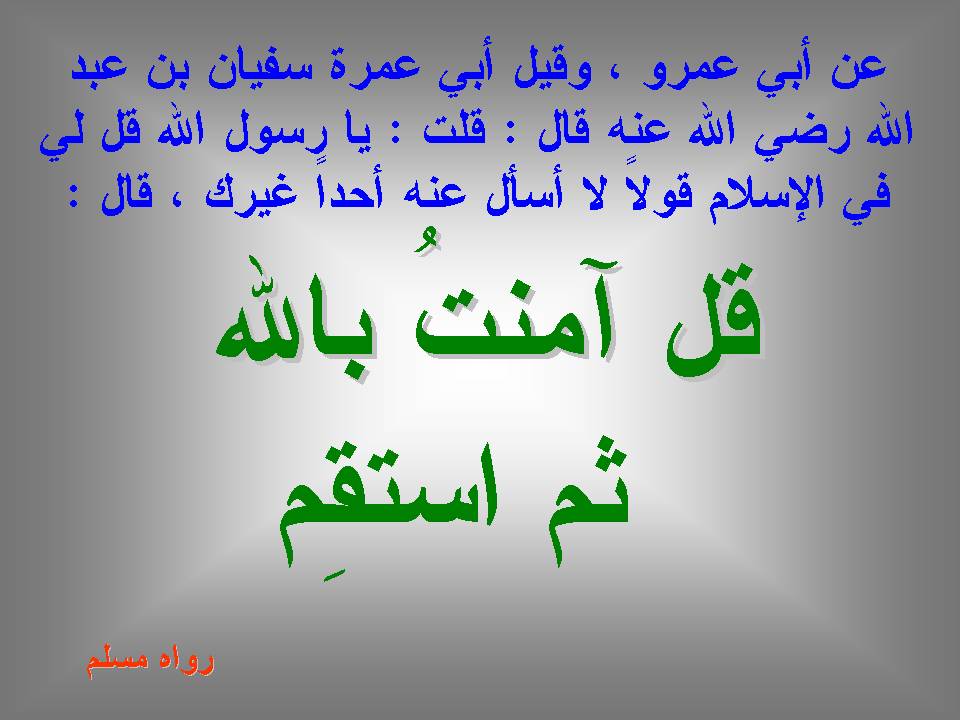 عن أبي عمرو ، وقيل أبي عمرة سفيان بن عبد
الله رضي الله عنه قال : قلت : يا رسول الله قل لي
في الإسلام قولاً لا أسأل عنه أحداً غيرك ، قال :
قل آمنتُ بالله
ثم استقِم
رواه مسلم